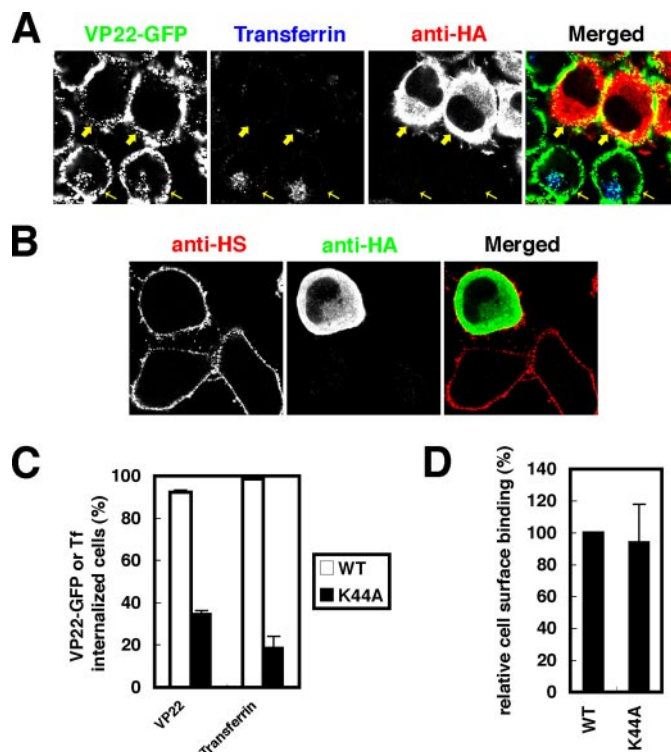 A
VP22-GFP Transferrin anti-HA Merged
B
anti-HS anti-HA Merged
C
VP22-GFP or Tf
internalized cells (%)
100
80
60
40
20
0
VP22
Transferrin
WT
K44A
D
relative cell surface binding (%)
140
120
100
80
60
40
20
0
WT
K44A